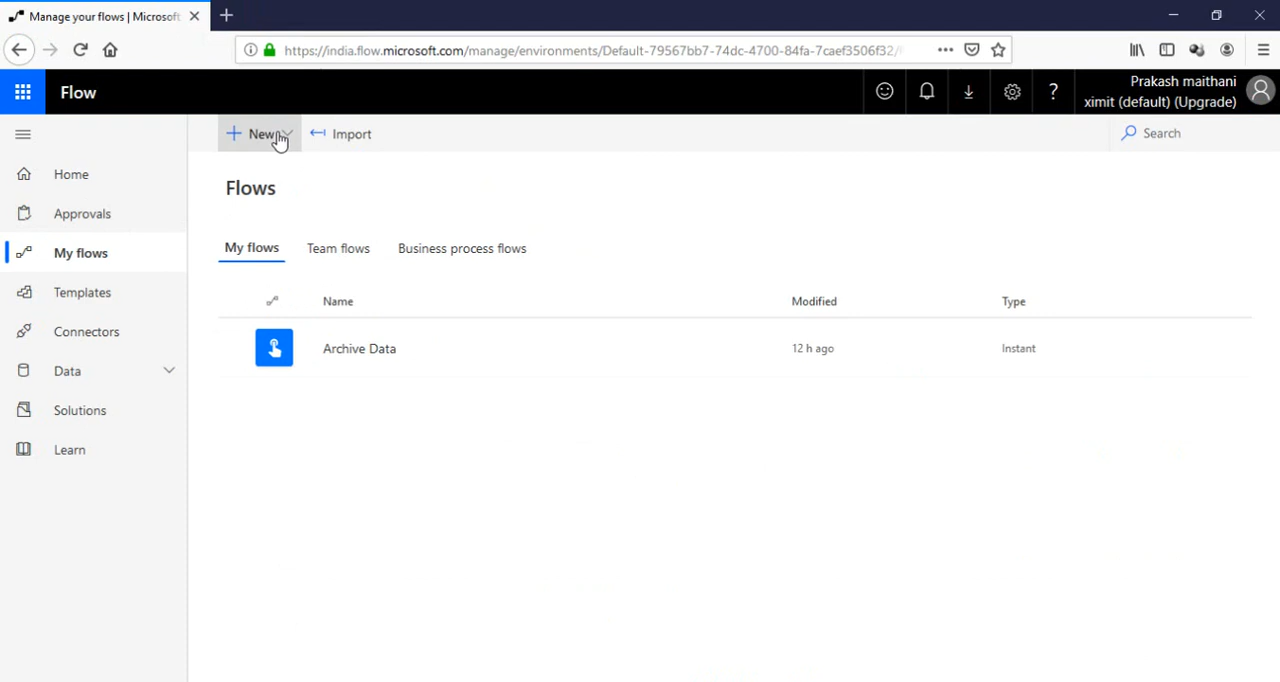 Manage your flows | Microsoft
https://india.flow.microsoft.com/manage/environments/Default-79567bb7-74dc-4700-84fa-7caef3506f32/
Flow
Prakash maithani
ximit (default) (Upgrade)
New
Import
Search
Home
Approvals
My flows
Templates
Connectors
Data
Solutions
Learn
Flows
My flows Team flows Business process flows
Name Modified Type
Archive Data 12 h ago Instant